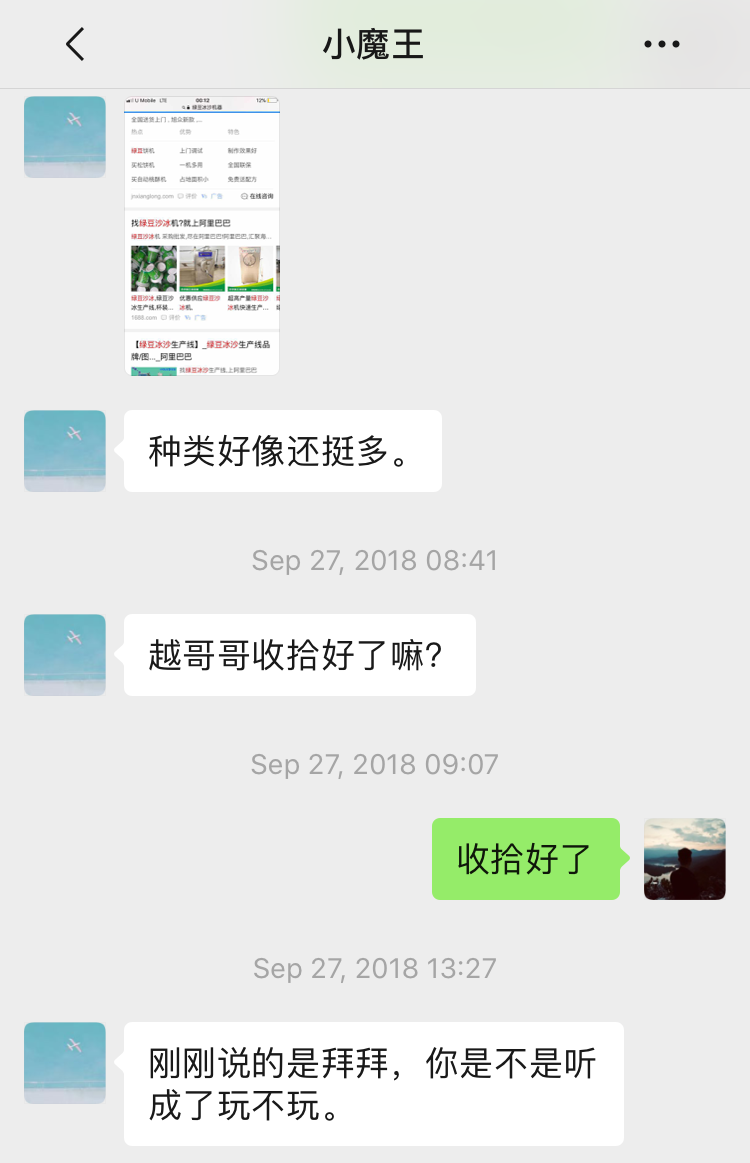 小魔王
U Mobile LTE 00:12 12%
绿豆冰沙机器
全国送货上门，旭众新款...
热点 优势 特色
绿豆饼机 上门调试 制作效果好
买松饼机 一机多用 全国联保
买自动桃酥机 占地面积小 免费送配方
jinxianglong.com 评价 广告 在线咨询
找绿豆沙冰机?就上阿里巴巴
绿豆沙冰机 采购批发,尽在阿里巴巴!阿里巴巴,汇聚海...
绿豆沙冰,绿豆沙 优惠供应绿豆沙 超高产量绿豆沙
冰生产线,杯装... 冰机, 冰机快速生产...
1688.com 评价 广告
【绿豆冰沙生产线】_绿豆冰沙生产线品
牌/图..._阿里巴巴
找绿豆冰沙生产线,上阿里巴巴
种类好像还挺多。
Sep 27, 2018 08:41
越哥哥收拾好了嘛？
Sep 27, 2018 09:07
收拾好了
Sep 27, 2018 13:27
刚刚说的是拜拜，你是不是听
成了玩不玩。